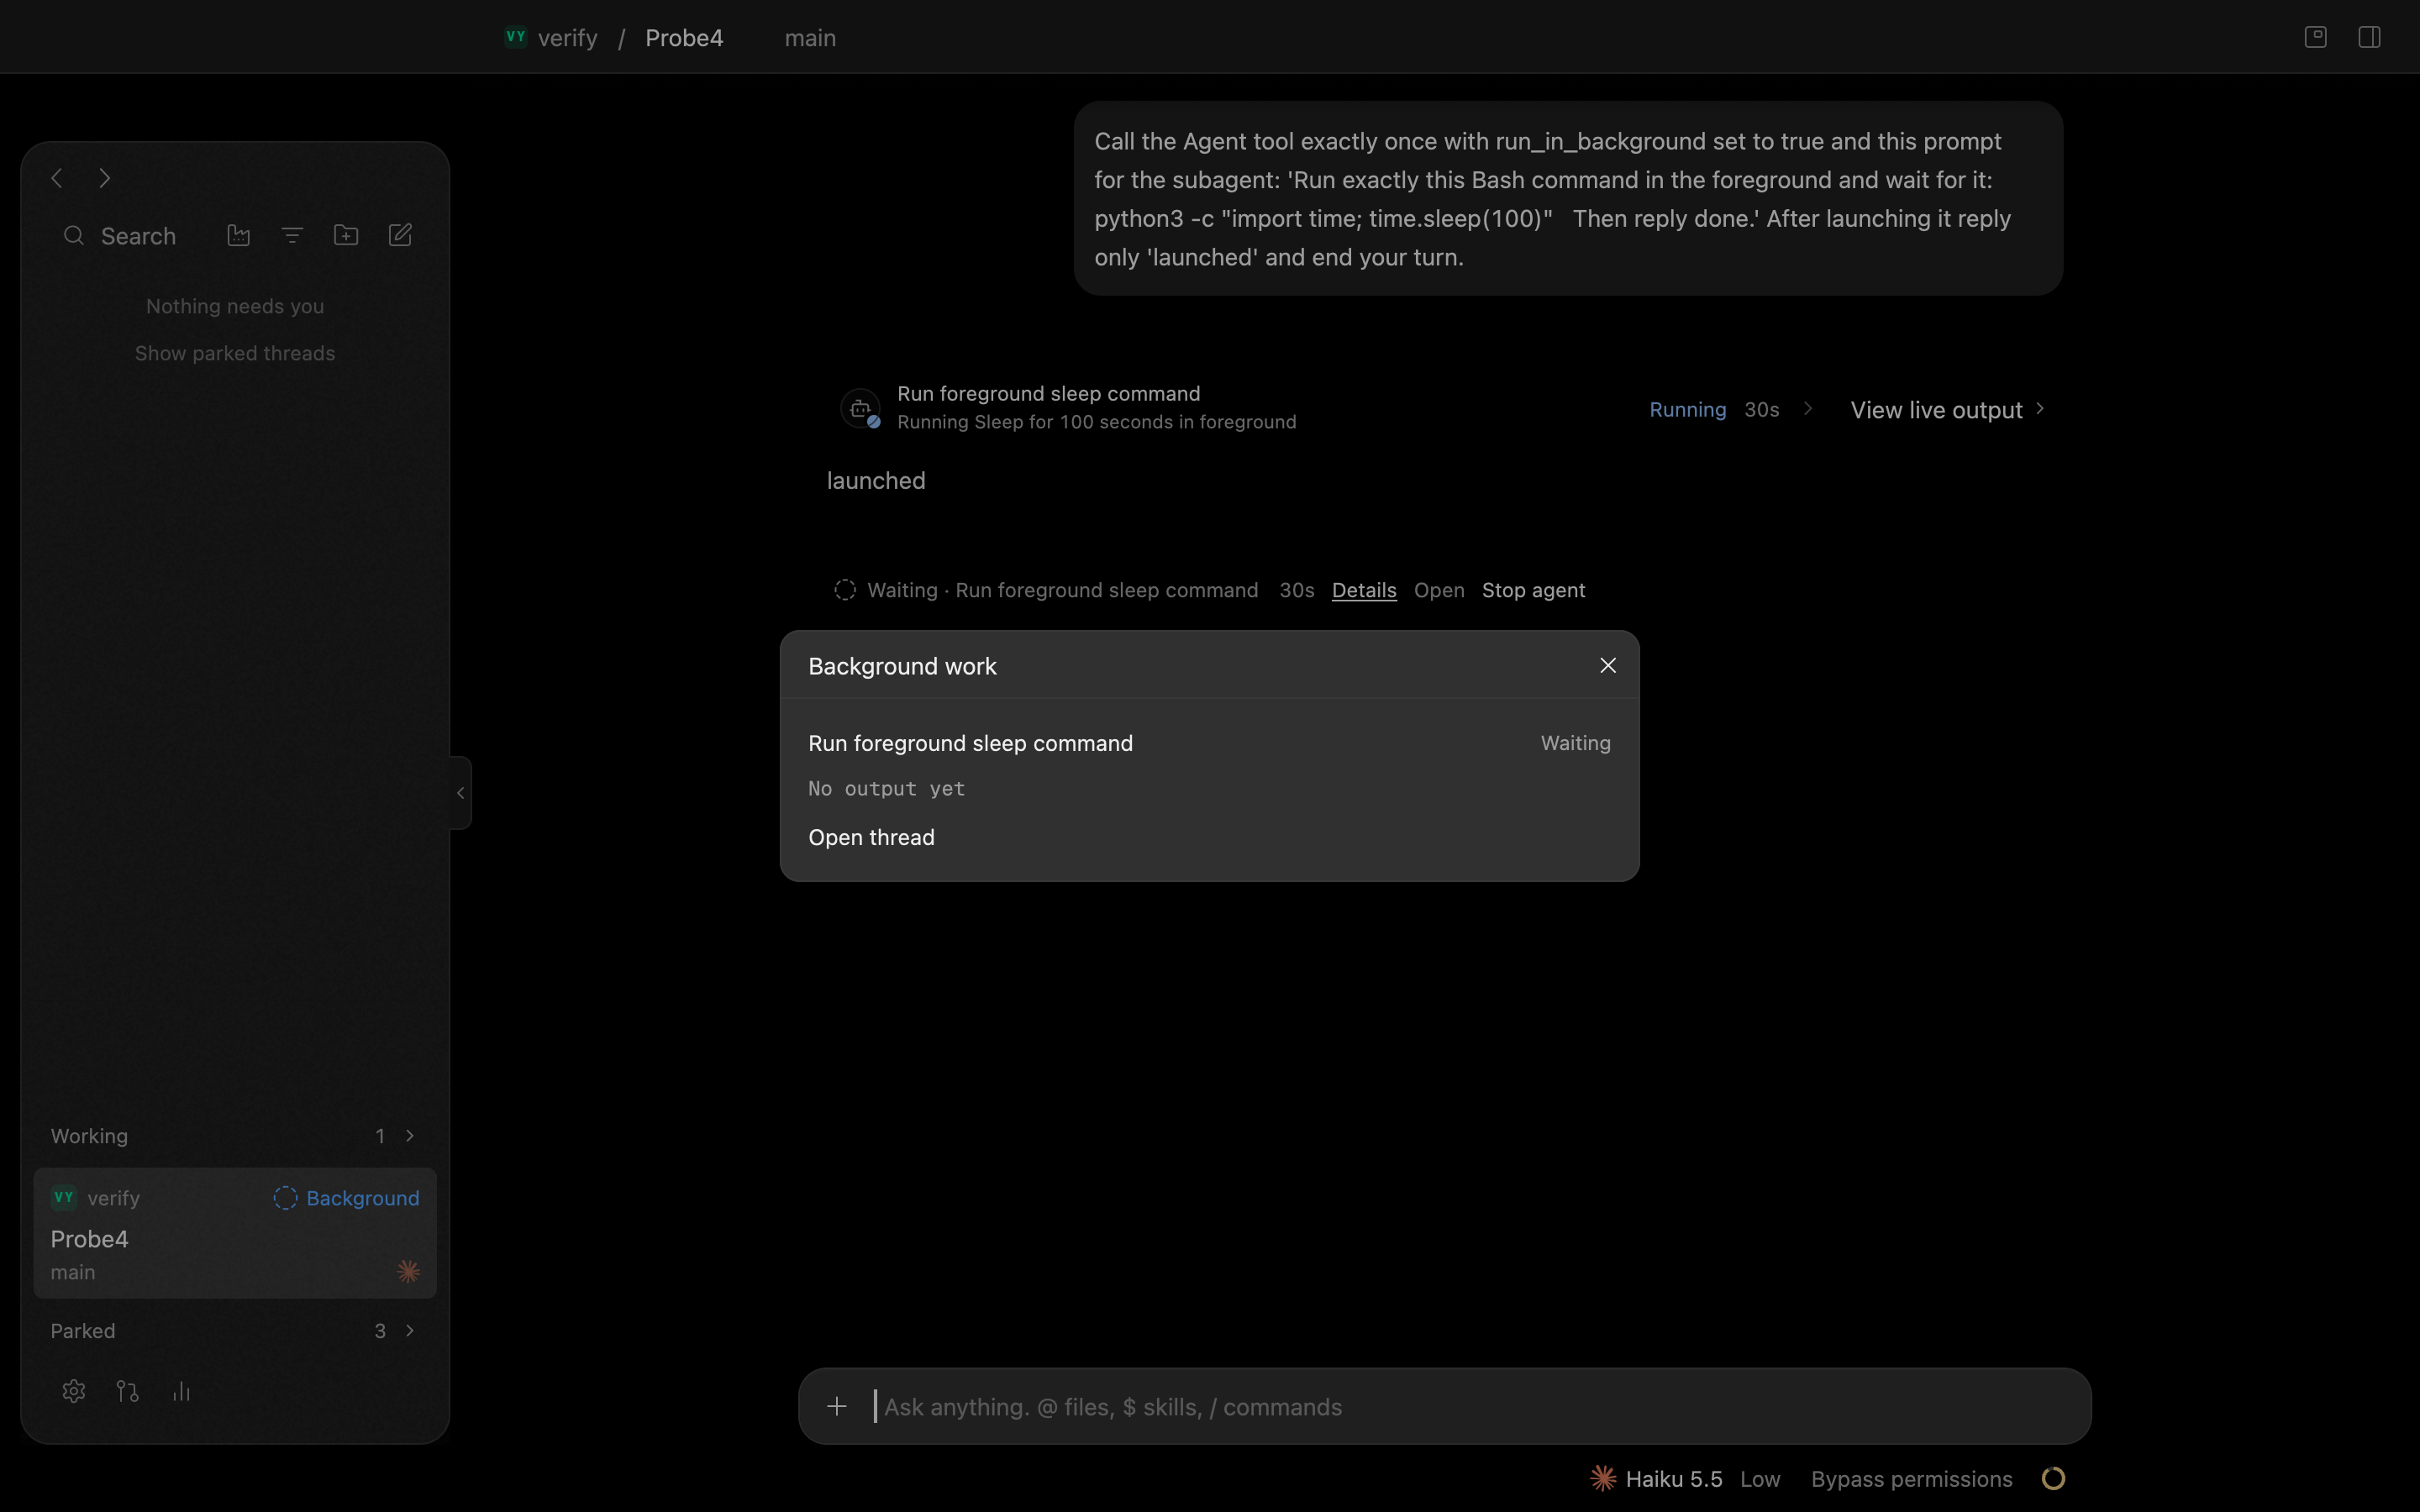 VY verify / Probe4 main
Search
Nothing needs you
Show parked threads
Call the Agent tool exactly once with run_in_background set to true and this prompt
for the subagent: 'Run exactly this Bash command in the foreground and wait for it:
python3 -c "import time; time.sleep(100)"   Then reply done.' After launching it reply
only 'launched' and end your turn.
Run foreground sleep command
Running Sleep for 100 seconds in foreground
Running 30s View live output
launched
Waiting · Run foreground sleep command 30s Details Open Stop agent
Background work
Run foreground sleep command Waiting
No output yet
Open thread
Working 1
VY verify Background
Probe4
main
Parked 3
Ask anything. @ files, $ skills, / commands
Haiku 5.5 Low Bypass permissions